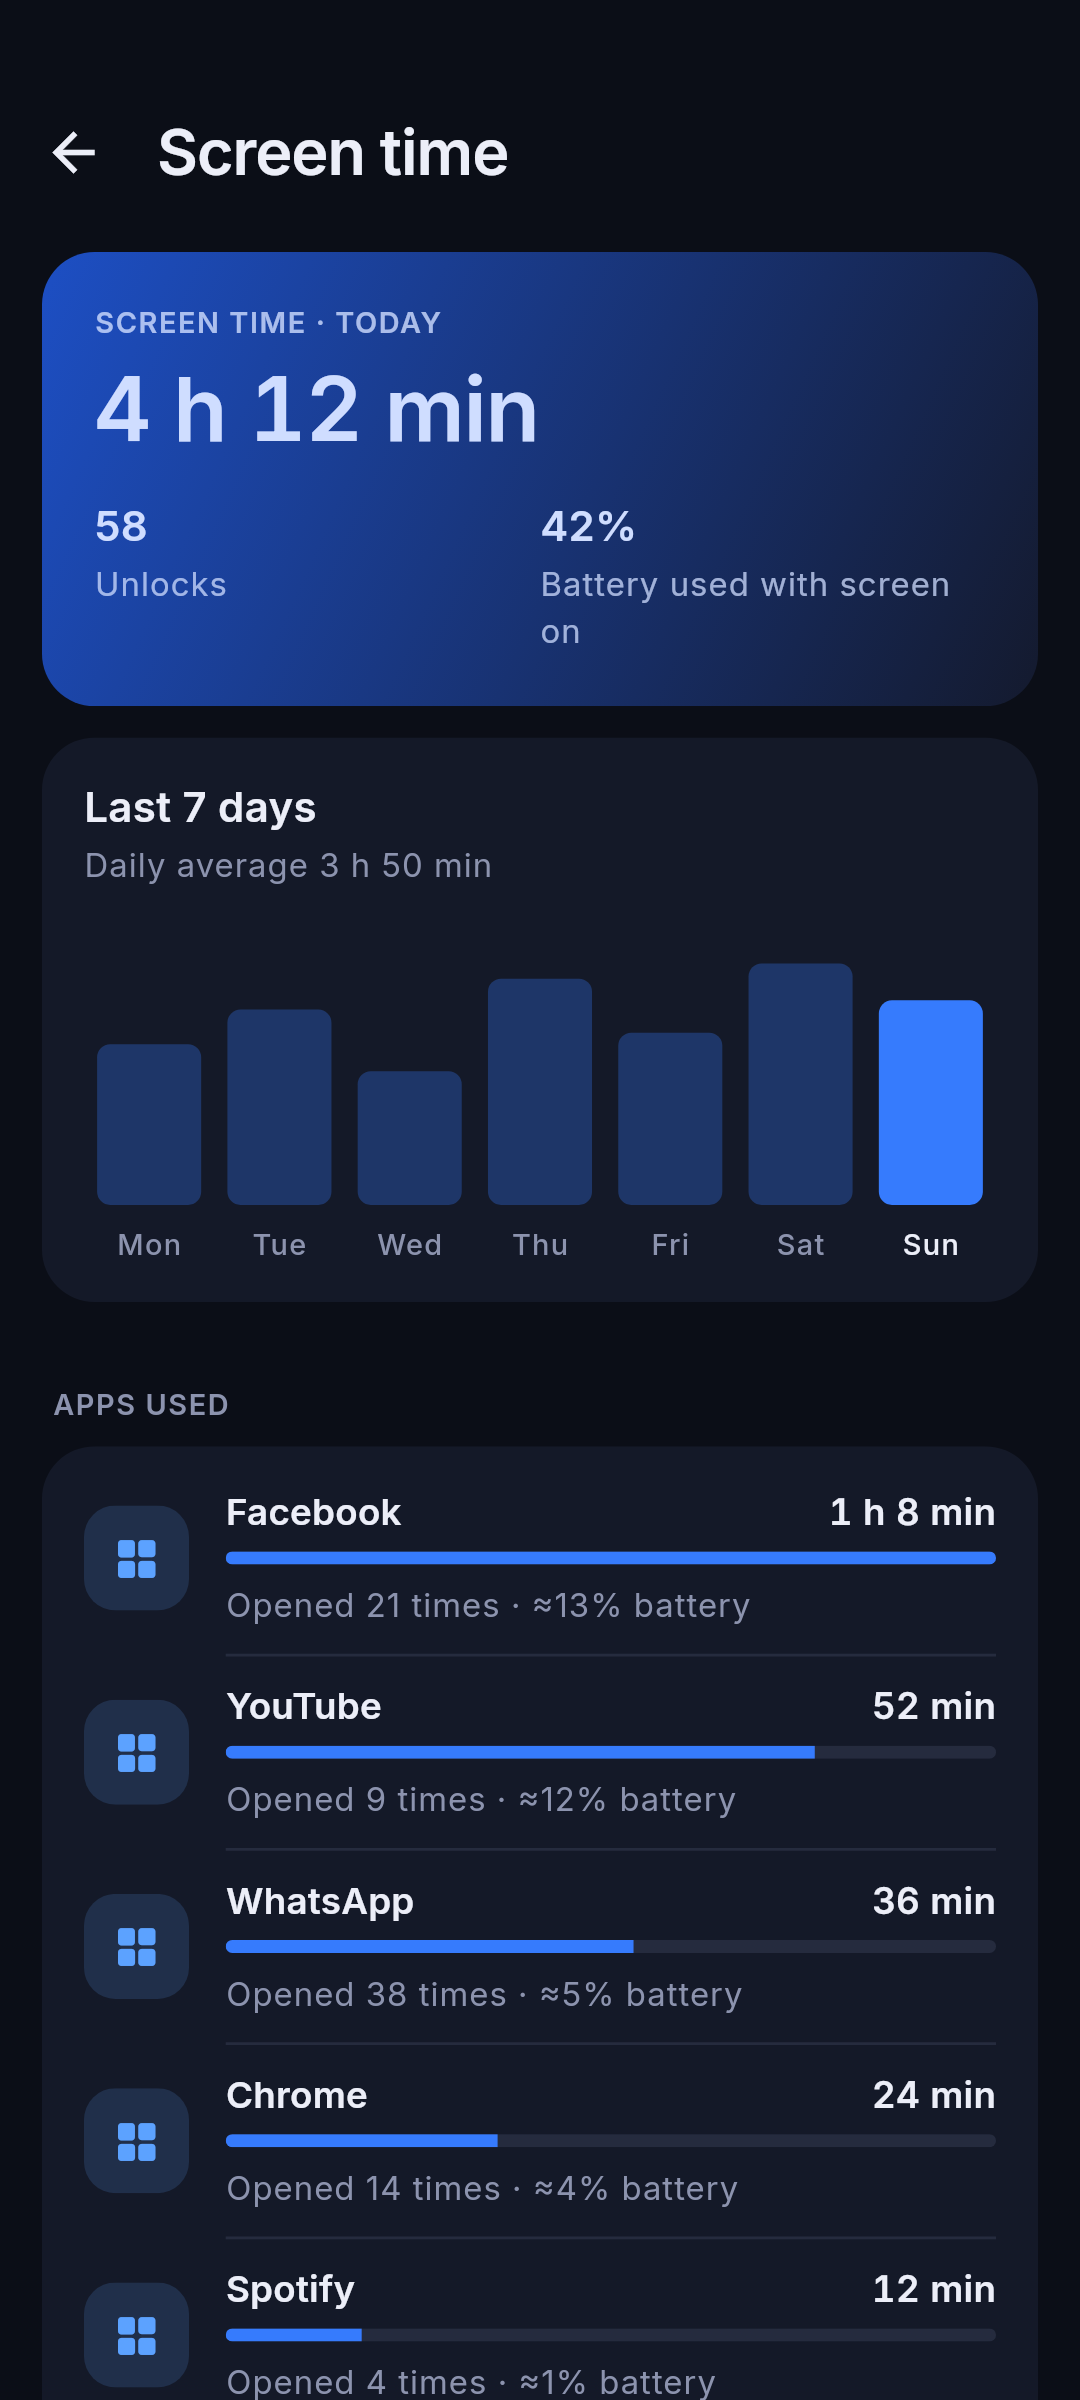 Screen time
SCREEN TIME · TODAY
4 h 12 min
58
Unlocks
42%
Battery used with screen
on
Last 7 days
Daily average 3 h 50 min
Mon Tue Wed Thu Fri Sat Sun
APPS USED
Facebook 1 h 8 min
Opened 21 times · ≈13% battery
YouTube 52 min
Opened 9 times · ≈12% battery
WhatsApp 36 min
Opened 38 times · ≈5% battery
Chrome 24 min
Opened 14 times · ≈4% battery
Spotify 12 min
Opened 4 times · ≈1% battery